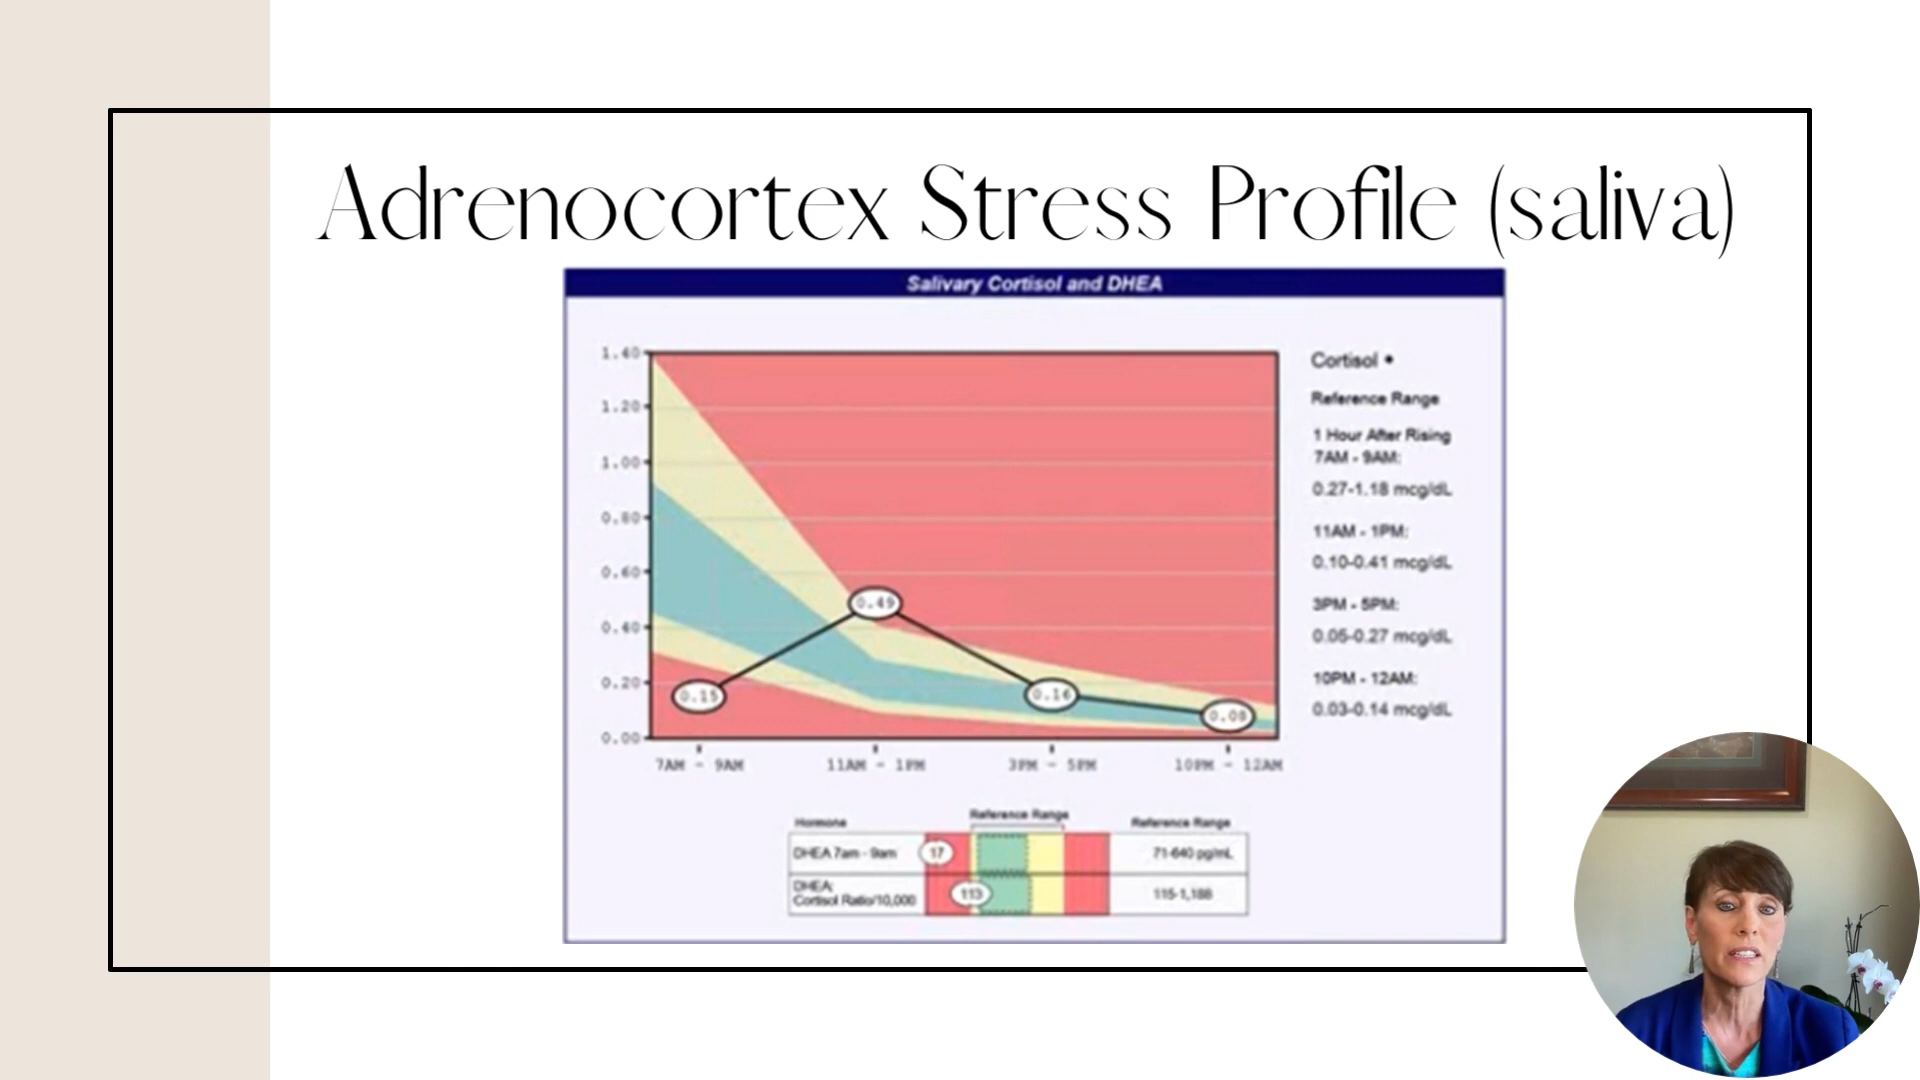 Adrenocortex Stress Profile (saliva)
Salivary Cortisol and DHEA
1.40
1.20
1.00
0.80
0.60
0.40
0.20
0.00
0.15
0.49
0.16
0.08
7AM - 9AM
11AM - 1PM
3PM - 5PM
10PM - 12AM
Cortisol •
Reference Range
1 Hour After Rising
7AM - 9AM:
0.27-1.18 mcg/dL
11AM - 1PM:
0.10-0.41 mcg/dL
3PM - 5PM:
0.05-0.27 mcg/dL
10PM - 12AM:
0.03-0.14 mcg/dL
Hormone
Reference Range
Reference Range
DHEA 7am - 9am
17
71-640 pg/mL
DHEA:
Cortisol Ratio/10,000
113
115-1,188